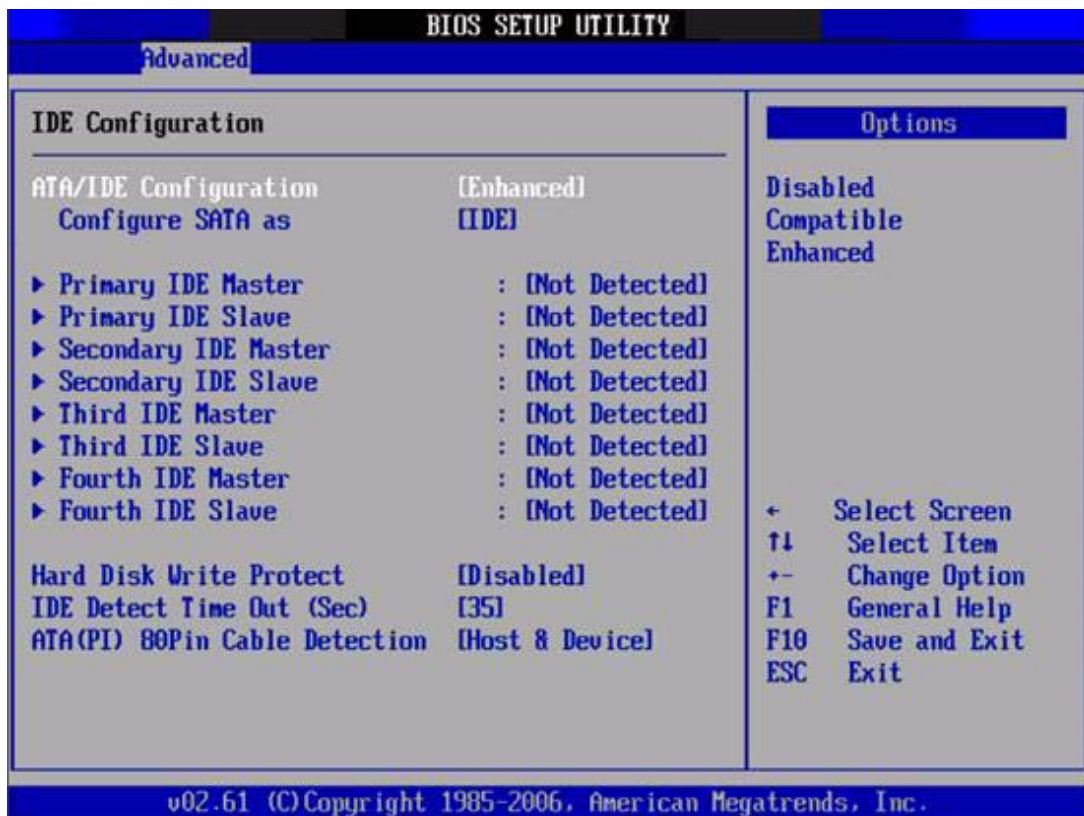 BIOS SETUP UTILITY
Advanced
IDE Configuration
ATA/IDE Configuration [Enhanced]
Configure SATA as [IDE]
▶ Primary IDE Master : [Not Detected]
▶ Primary IDE Slave : [Not Detected]
▶ Secondary IDE Master : [Not Detected]
▶ Secondary IDE Slave : [Not Detected]
▶ Third IDE Master : [Not Detected]
▶ Third IDE Slave : [Not Detected]
▶ Fourth IDE Master : [Not Detected]
▶ Fourth IDE Slave : [Not Detected]
Hard Disk Write Protect [Disabled]
IDE Detect Time Out (Sec) [35]
ATA(PI) 80Pin Cable Detection [Host & Device]
Options
Disabled
Compatible
Enhanced
← Select Screen
↑↓ Select Item
+- Change Option
F1 General Help
F10 Save and Exit
ESC Exit
v02.61 (C)Copyright 1985-2006, American Megatrends, Inc.